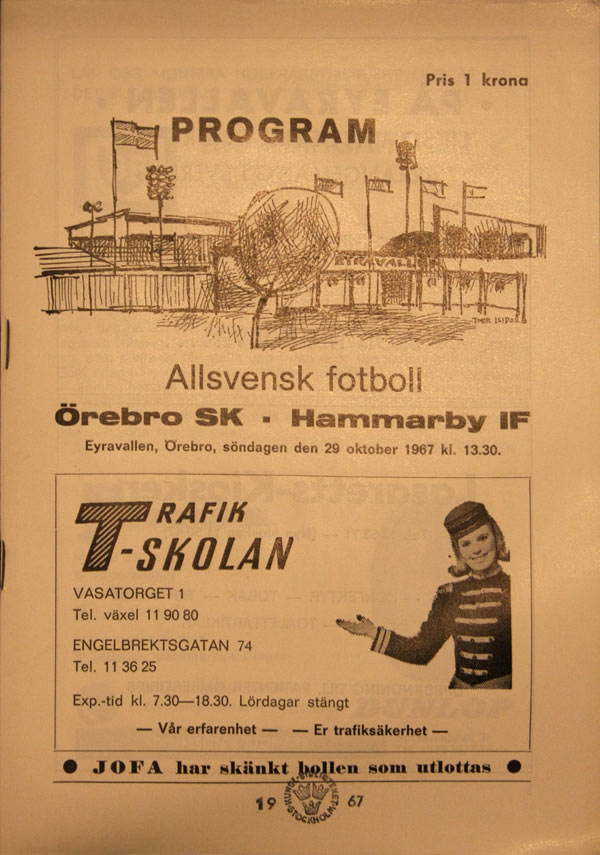 Pris 1 krona
PROGRAM
EYRAVALLEN
Allsvensk fotboll
Örebro SK - Hammarby IF
Eyravallen, Örebro, söndagen den 29 oktober 1967 kl. 13.30.
TRAFIK
T-SKOLAN
VASATORGET 1
Tel. växel 11 90 80
ENGELBREKTSGATAN 74
Tel. 11 36 25
Exp.-tid kl. 7.30—18.30. Lördagar stängt
— Vår erfarenhet — — Er trafiksäkerhet —
● JOFA har skänkt bollen som utlottas ●
19 67
KUNGL. BIBLIOTEKET
STOCKHOLM